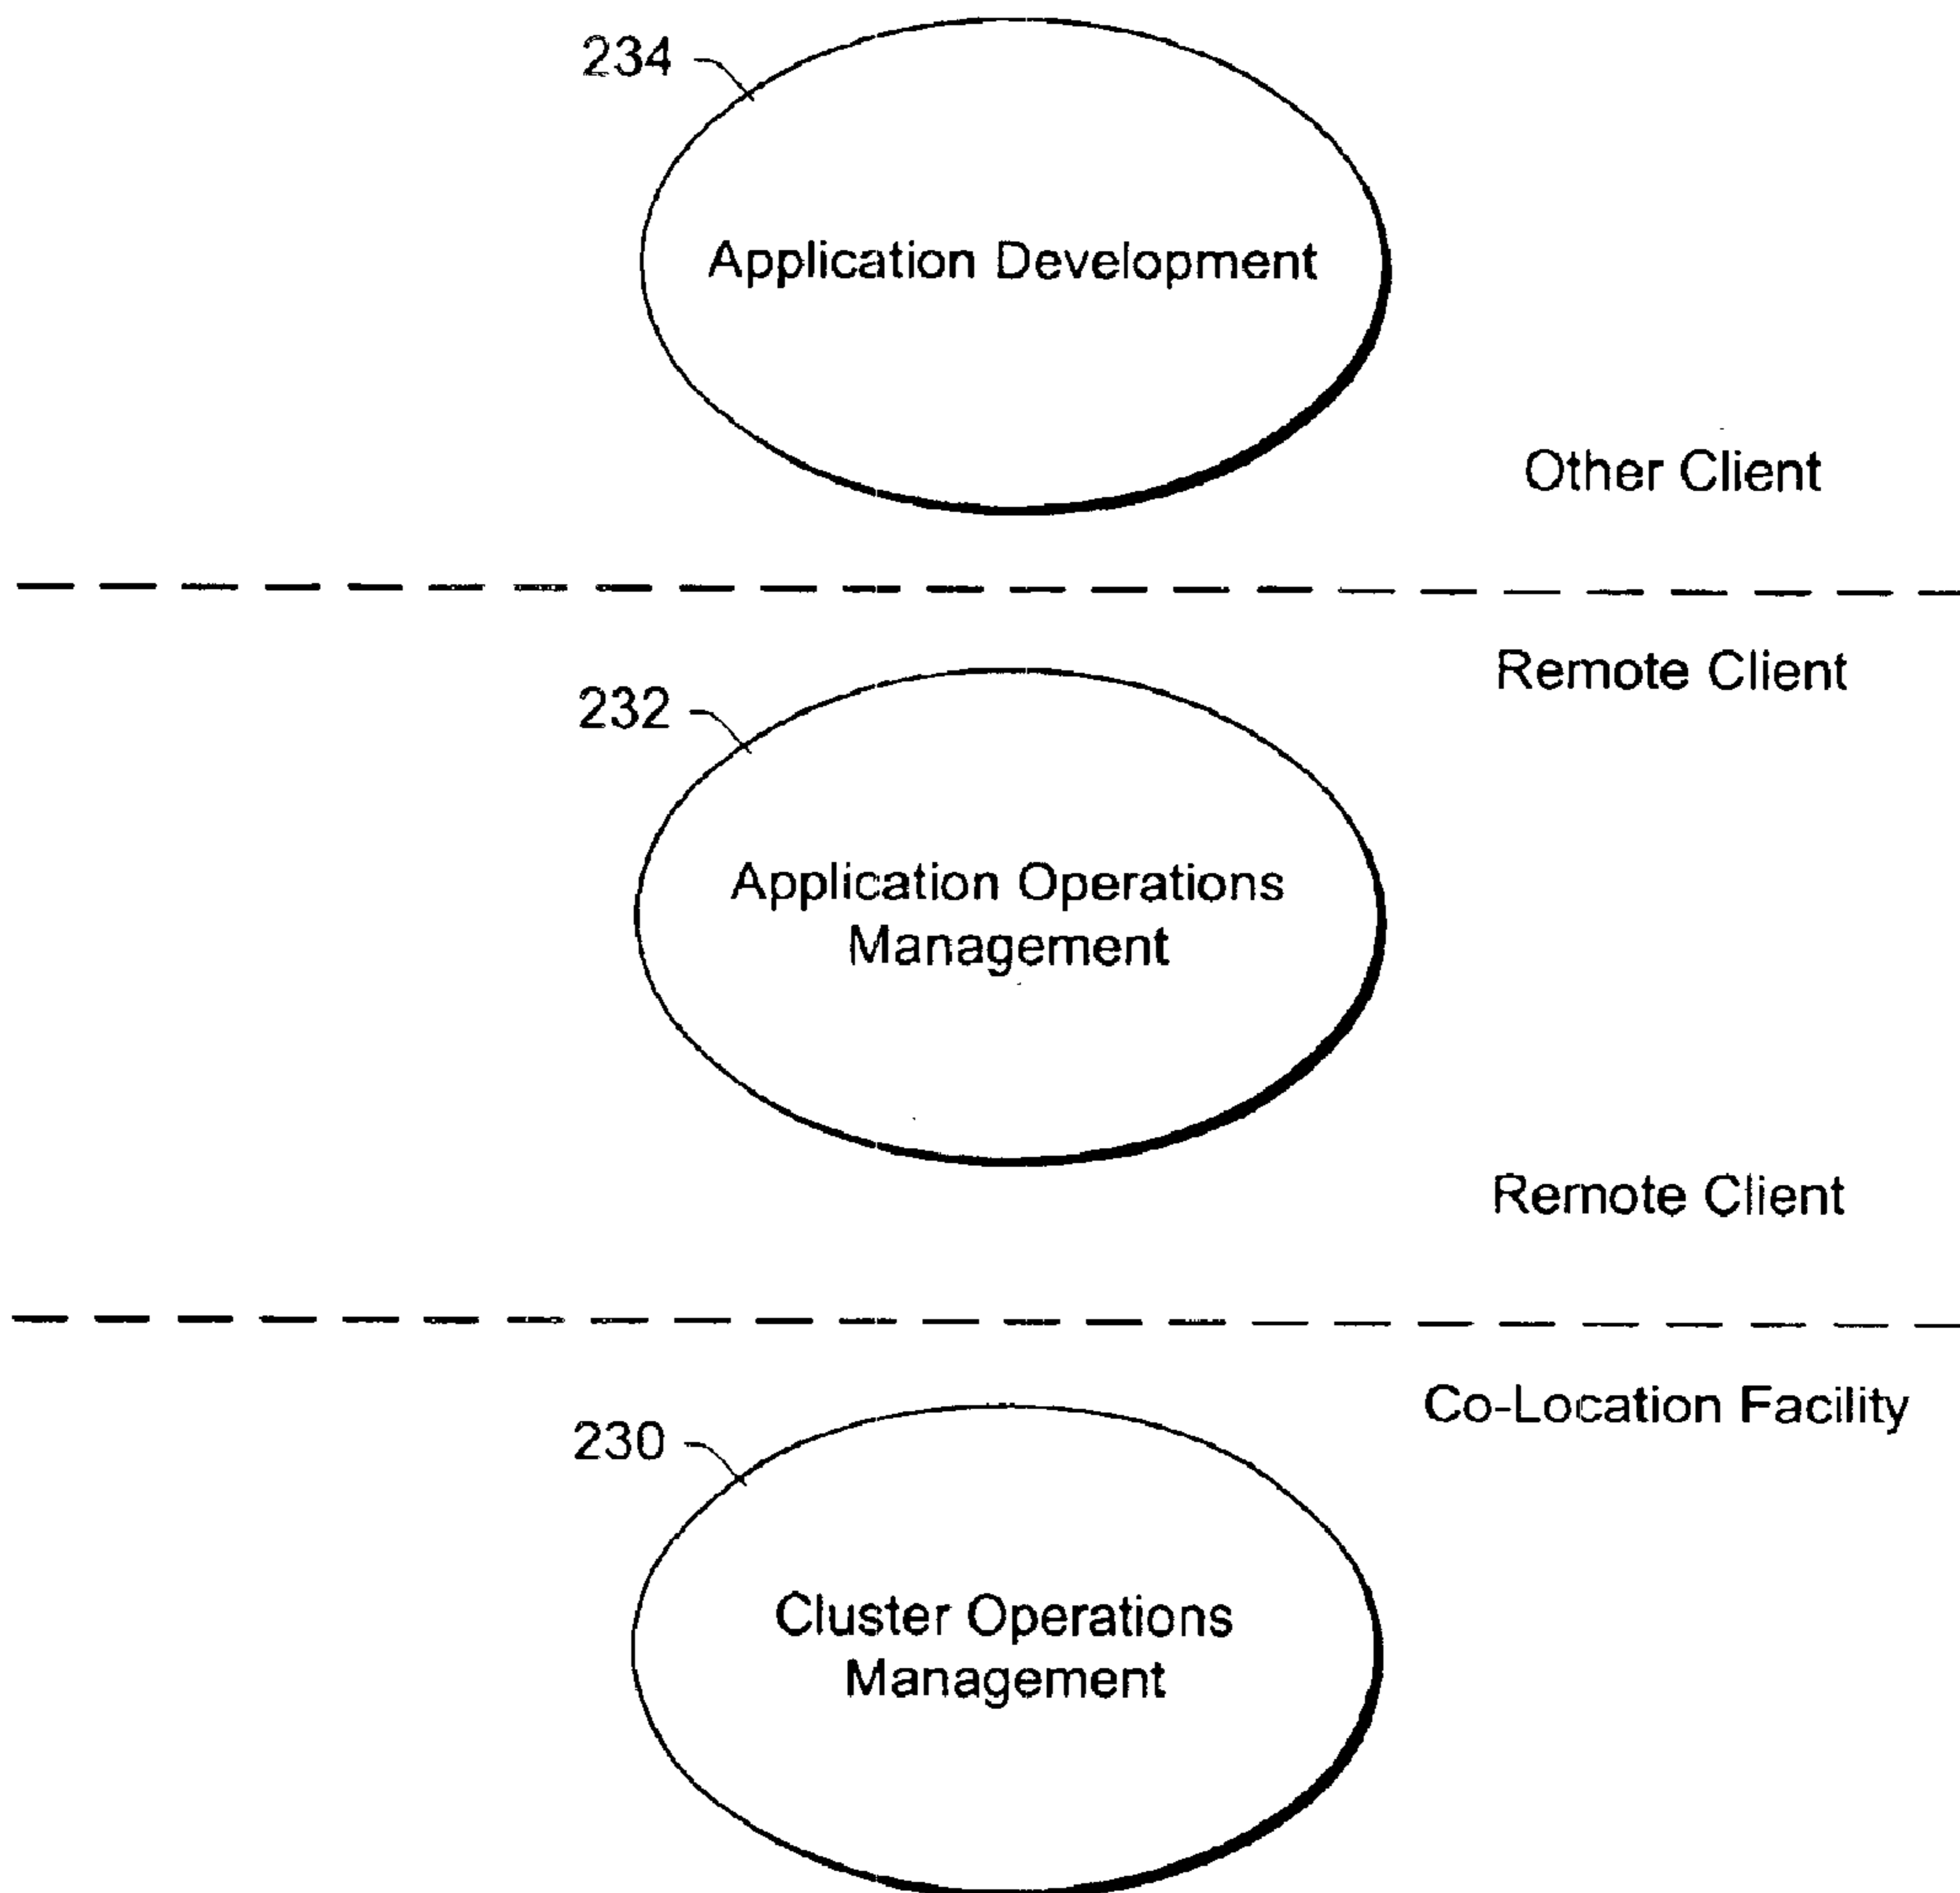 234
Application Development
Other Client
Remote Client
232
Application Operations
Management
Remote Client
Co-Location Facility
230
Cluster Operations
Management